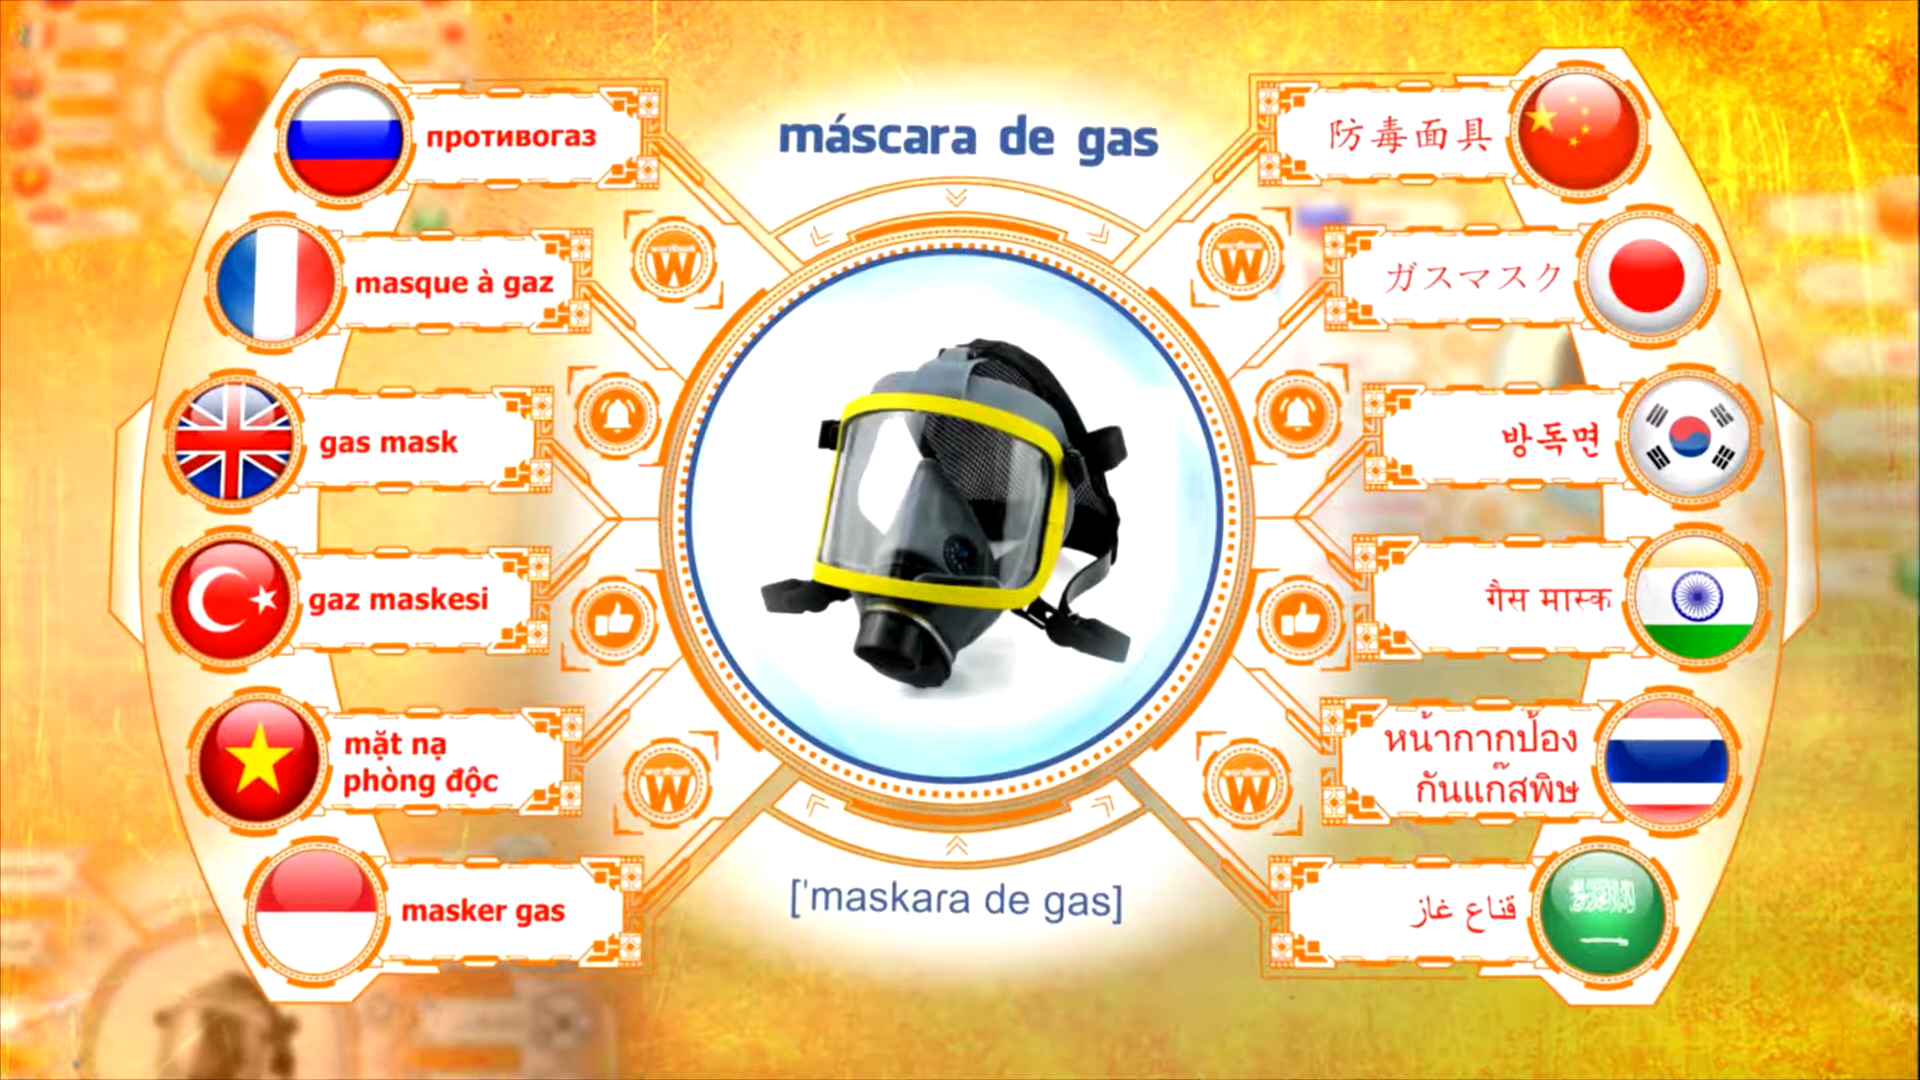 máscara de gas
противогаз
masque à gaz
gas mask
gaz maskesi
mặt nạ
phòng độc
masker gas
防毒面具
ガスマスク
방독면
गैस मास्क
หน้ากากป้อง
กันแก๊สพิษ
قناع غاز
W
W
W
W
['maskara de gas]